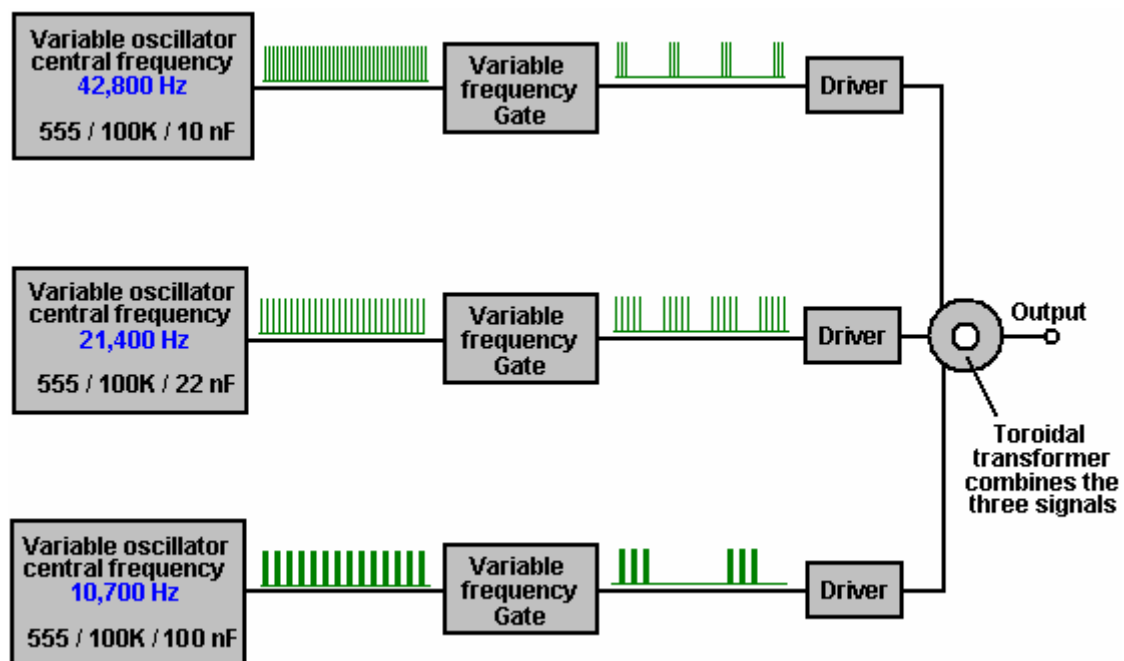 Variable oscillator
central frequency
42,800 Hz
555 / 100K / 10 nF
Variable
frequency
Gate
Driver
Variable oscillator
central frequency
21,400 Hz
555 / 100K / 22 nF
Variable
frequency
Gate
Driver
Output
Toroidal
transformer
combines the
three signals
Variable oscillator
central frequency
10,700 Hz
555 / 100K / 100 nF
Variable
frequency
Gate
Driver